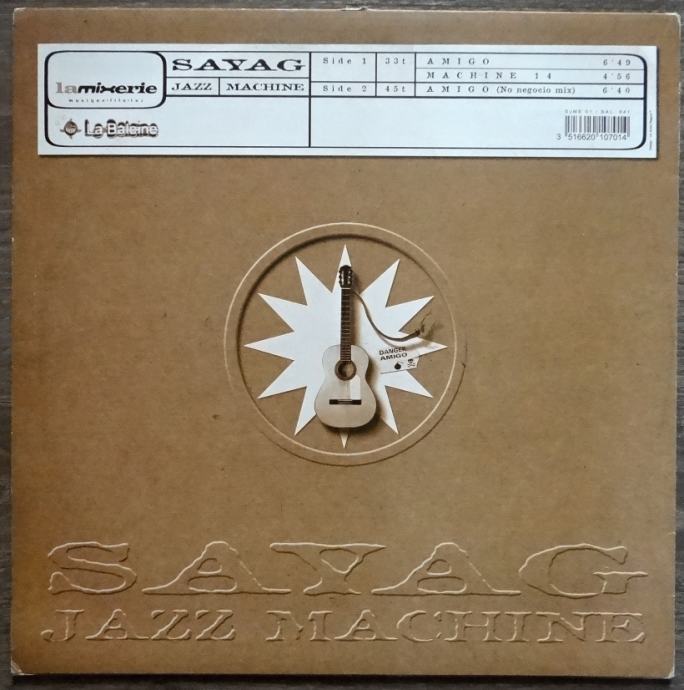 SAYAG
JAZZ MACHINE
lamixerie
La Baleine
Side 1 33t AMIGO 6'49
MACHINE 14 4'56
Side 2 45t AMIGO (No negocio mix) 6'40
3 516620 107014
DANGER
AMIGO
SAYAG
JAZZ MACHINE